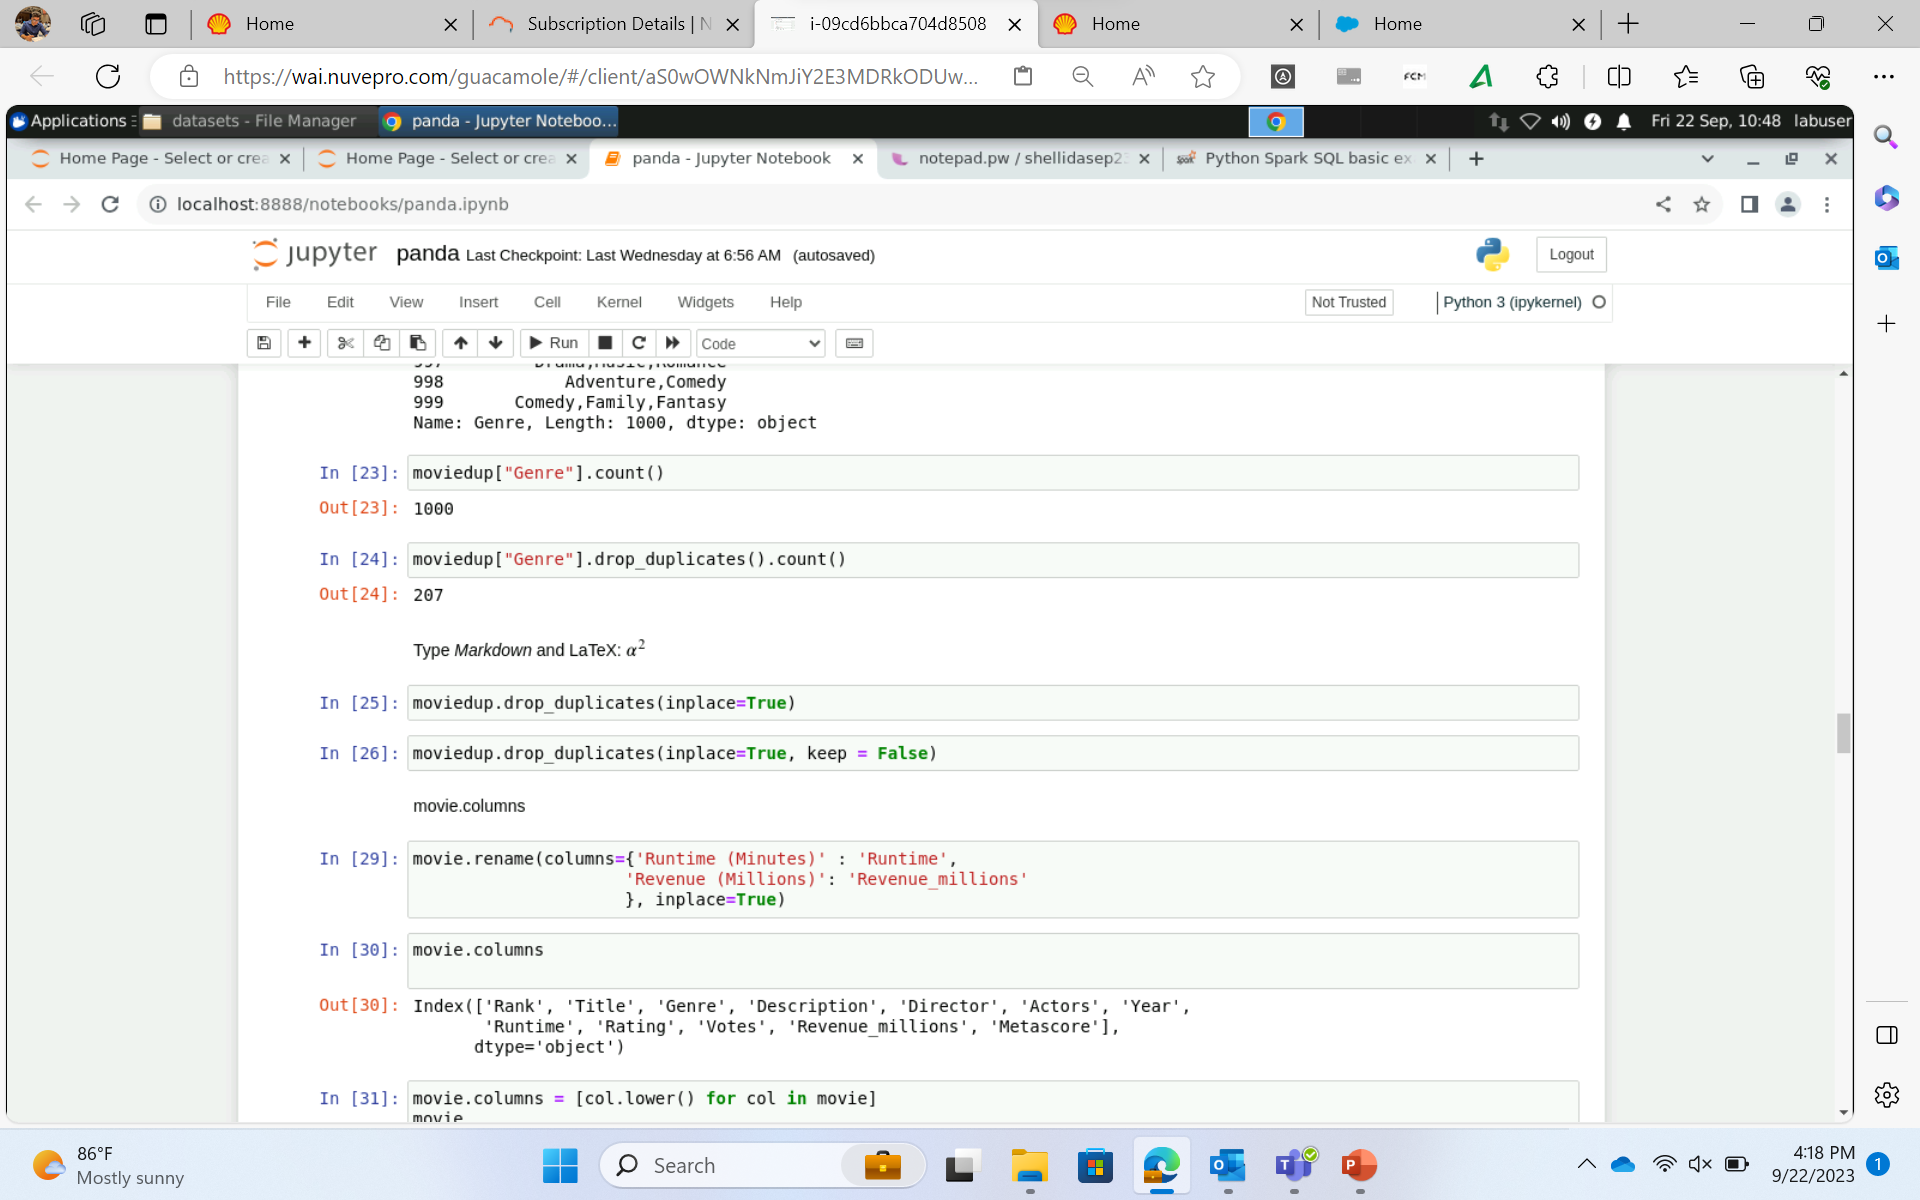 Home
Subscription Details | N
i-09cd6bbca704d8508
Home
Home
https://wai.nuvepro.com/guacamole/#/client/aS0wOWNkNmJiY2E3MDRkODUw...
FCM
Applications
datasets - File Manager
panda - Jupyter Noteboo...
Fri 22 Sep, 10:48
labuser
Home Page - Select or crea
Home Page - Select or crea
panda - Jupyter Notebook
notepad.pw / shellidasep23
Python Spark SQL basic ex
localhost:8888/notebooks/panda.ipynb
jupyter panda Last Checkpoint: Last Wednesday at 6:56 AM (autosaved)
Logout
File Edit View Insert Cell Kernel Widgets Help
Not Trusted
Python 3 (ipykernel)
Run
Code
997 Drama,Music,Romance
998 Adventure,Comedy
999 Comedy,Family,Fantasy
Name: Genre, Length: 1000, dtype: object
In [23]: moviedup["Genre"].count()
Out[23]: 1000
In [24]: moviedup["Genre"].drop_duplicates().count()
Out[24]: 207
Type Markdown and LaTeX: α²
In [25]: moviedup.drop_duplicates(inplace=True)
In [26]: moviedup.drop_duplicates(inplace=True, keep = False)
movie.columns
In [29]: movie.rename(columns={'Runtime (Minutes)' : 'Runtime',
'Revenue (Millions)': 'Revenue_millions'
}, inplace=True)
In [30]: movie.columns
Out[30]: Index(['Rank', 'Title', 'Genre', 'Description', 'Director', 'Actors', 'Year',
'Runtime', 'Rating', 'Votes', 'Revenue_millions', 'Metascore'],
dtype='object')
In [31]: movie.columns = [col.lower() for col in movie]
movie
86°F
Mostly sunny
Search
4:18 PM
9/22/2023
1